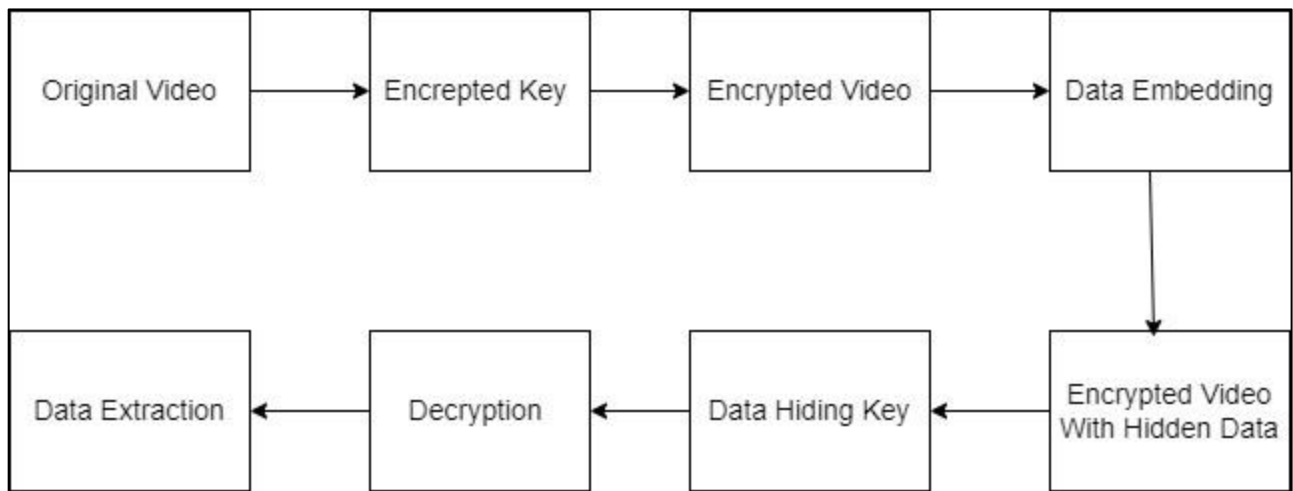 Original Video
Encrepted Key
Encrypted Video
Data Embedding
Encrypted Video
With Hidden Data
Data Hiding Key
Decryption
Data Extraction